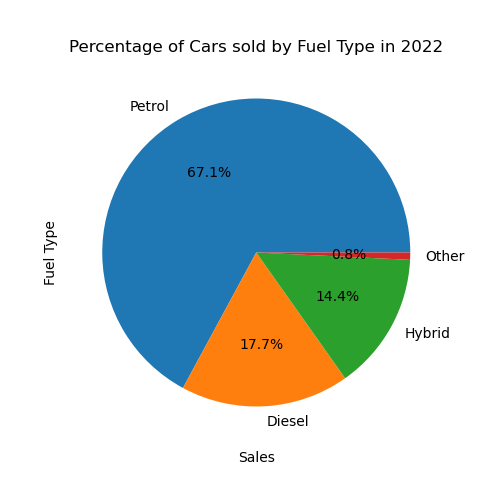 Percentage of Cars sold by Fuel Type in 2022
Petrol
67.1%
Fuel Type
0.8%
Other
14.4%
Hybrid
17.7%
Diesel
Sales